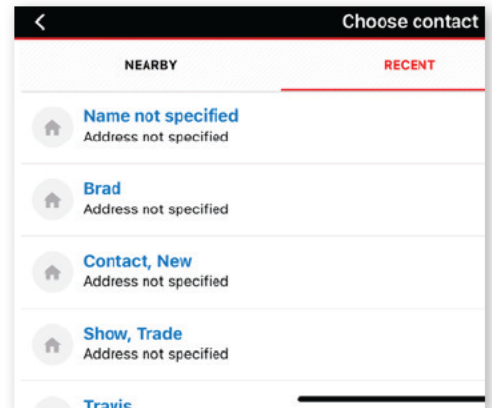 Choose contact
NEARBY
RECENT
Name not specified
Address not specified
Brad
Address not specified
Contact, New
Address not specified
Show, Trade
Address not specified
Travis